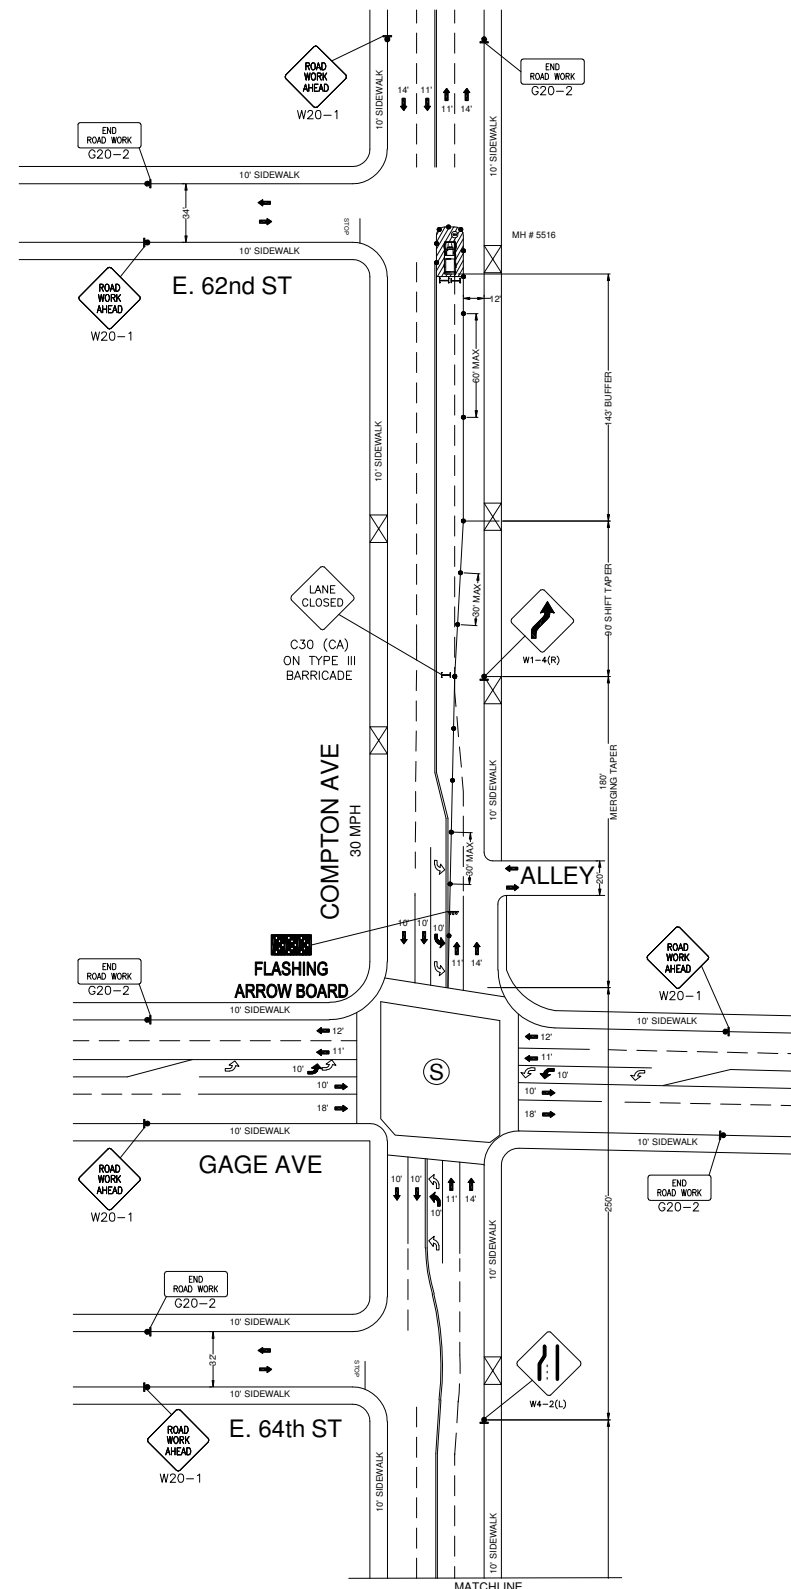 ROAD
WORK
AHEAD
W20-1
END
ROAD WORK
G20-2
10' SIDEWALK
14'
11'
11'
14'
10' SIDEWALK
END
ROAD WORK
G20-2
10' SIDEWALK
34'
STOP
10' SIDEWALK
MH # 5516
ROAD
WORK
AHEAD
W20-1
E. 62nd ST
12'
60' MAX
143' BUFFER
10' SIDEWALK
LANE
CLOSED
C30 (CA)
ON TYPE III
BARRICADE
30' MAX
90' SHIFT TAPER
W1-4(R)
COMPTON AVE
30 MPH
10' SIDEWALK
180'
MERGING TAPER
30' MAX
ALLEY
20'
10'
10'
10'
11'
14'
FLASHING
ARROW BOARD
END
ROAD WORK
G20-2
ROAD
WORK
AHEAD
W20-1
10' SIDEWALK
10' SIDEWALK
12'
11'
10'
10'
18'
S
12'
11'
10'
10'
18'
10' SIDEWALK
10' SIDEWALK
GAGE AVE
ROAD
WORK
AHEAD
W20-1
END
ROAD WORK
G20-2
10'
10'
10'
11'
14'
250'
10' SIDEWALK
END
ROAD WORK
G20-2
10' SIDEWALK
32'
STOP
10' SIDEWALK
W4-2(L)
E. 64th ST
ROAD
WORK
AHEAD
W20-1
10' SIDEWALK
10' SIDEWALK
MATCHLINE